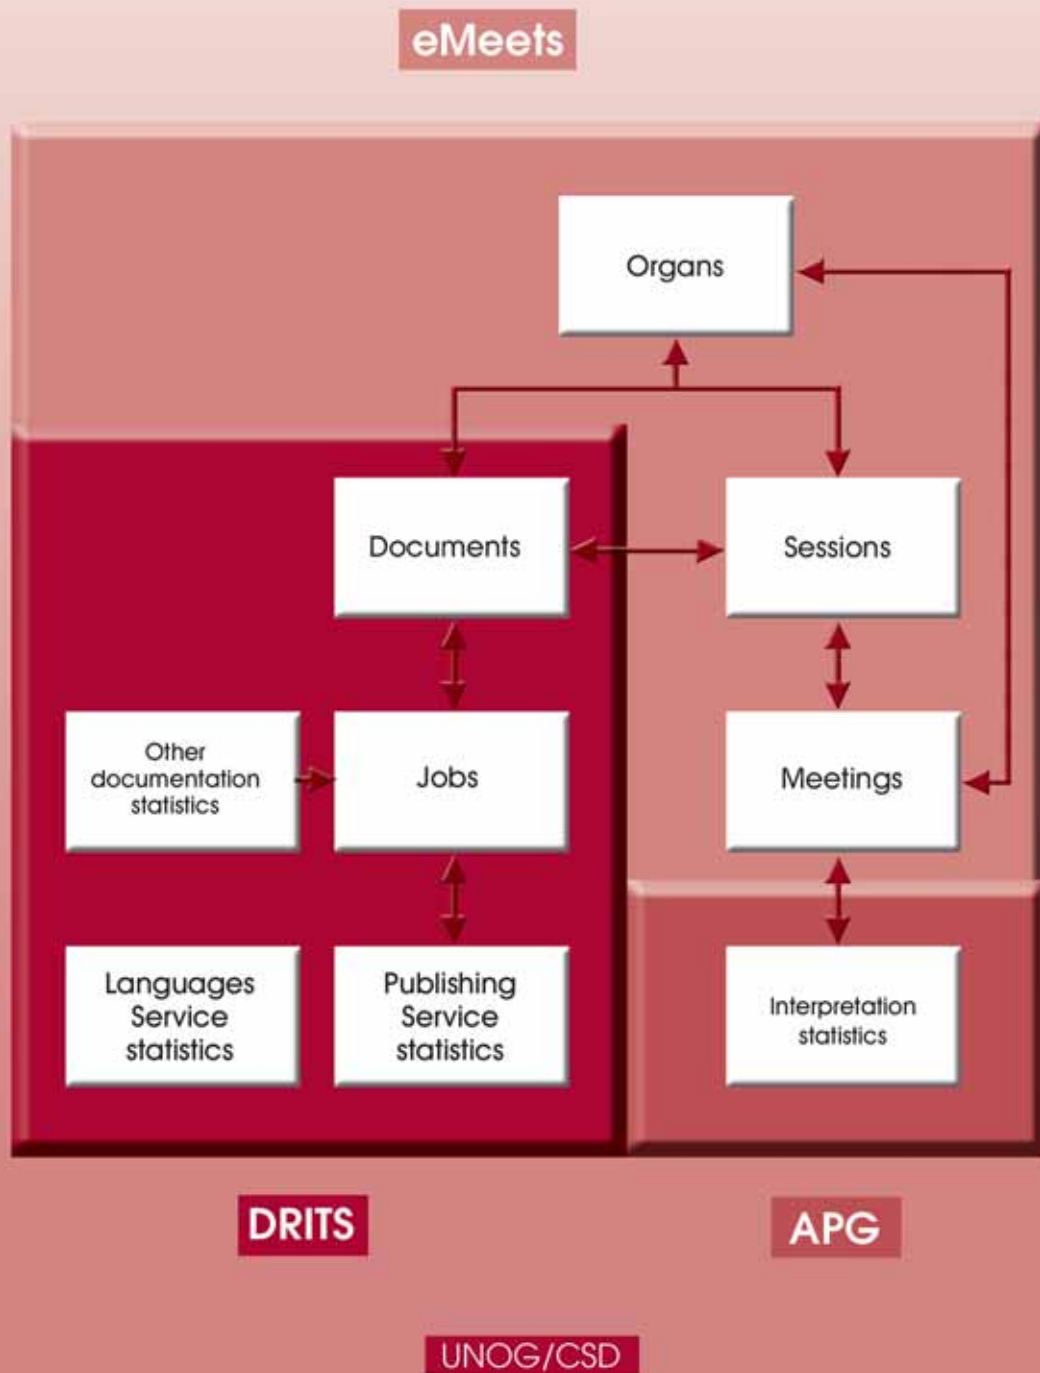 eMeets
Organs
Documents
Sessions
Other
documentation
statistics
Jobs
Meetings
Languages
Service
statistics
Publishing
Service
statistics
Interpretation
statistics
DRITS
APG
UNOG/CSD